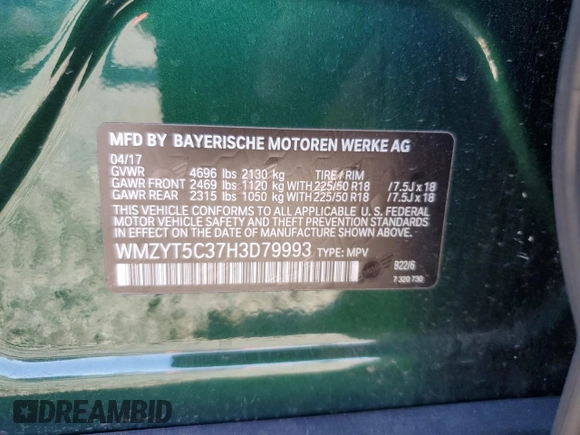 MFD BY BAYERISCHE MOTOREN WERKE AG
04/17
GVWR 4696 lbs 2130 kg TIRE / RIM
GAWR FRONT 2469 lbs 1120 kg WITH 225/50 R18 /7.5J x 18
GAWR REAR 2315 lbs 1050 kg WITH 225/50 R18 /7.5J x 18
THIS VEHICLE CONFORMS TO ALL APPLICABLE U. S. FEDERAL
MOTOR VEHICLE SAFETY AND THEFT PREVENTION STANDARDS
IN EFFECT ON THE DATE OF MANUFACTURE SHOWN ABOVE.
WMZYT5C37H3D79993 TYPE: MPV
B22/6
7 320 730
DREAMBID